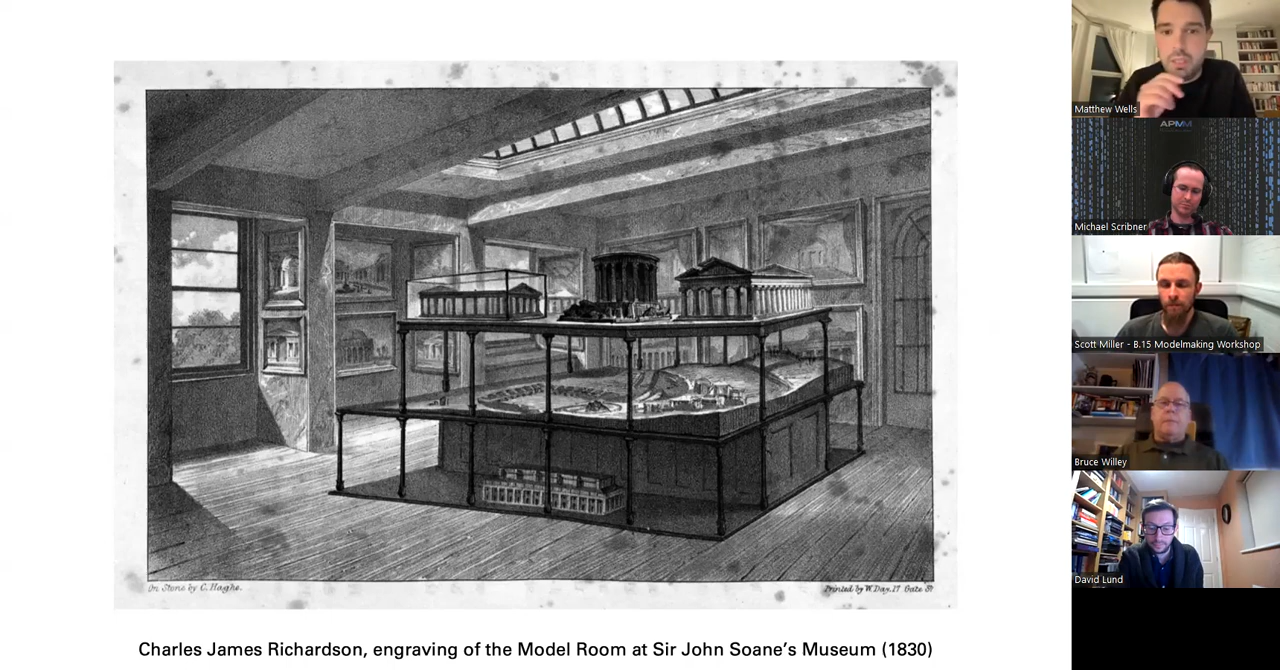 On Stone by C. Haghe.
Printed by W. Day, 17 Gate St
Charles James Richardson, engraving of the Model Room at Sir John Soane's Museum (1830)
Matthew Wells
APMM
Michael Scribner
Scott Miller - B.15 Modelmaking Workshop
Bruce Willey
David Lund